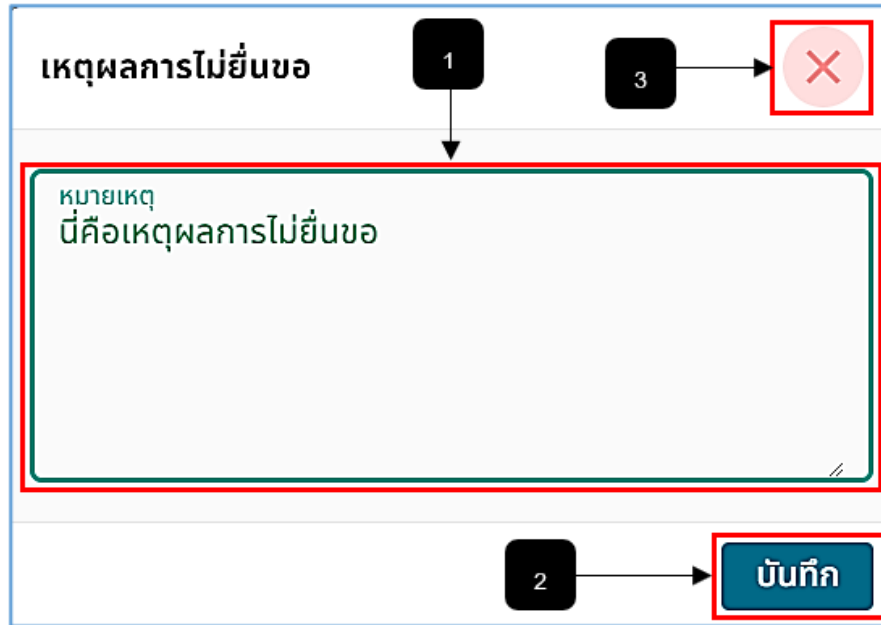 เหตุผลการไม่ยื่นขอ
1
3
หมายเหตุ
นี่คือเหตุผลการไม่ยื่นขอ
2
บันทึก